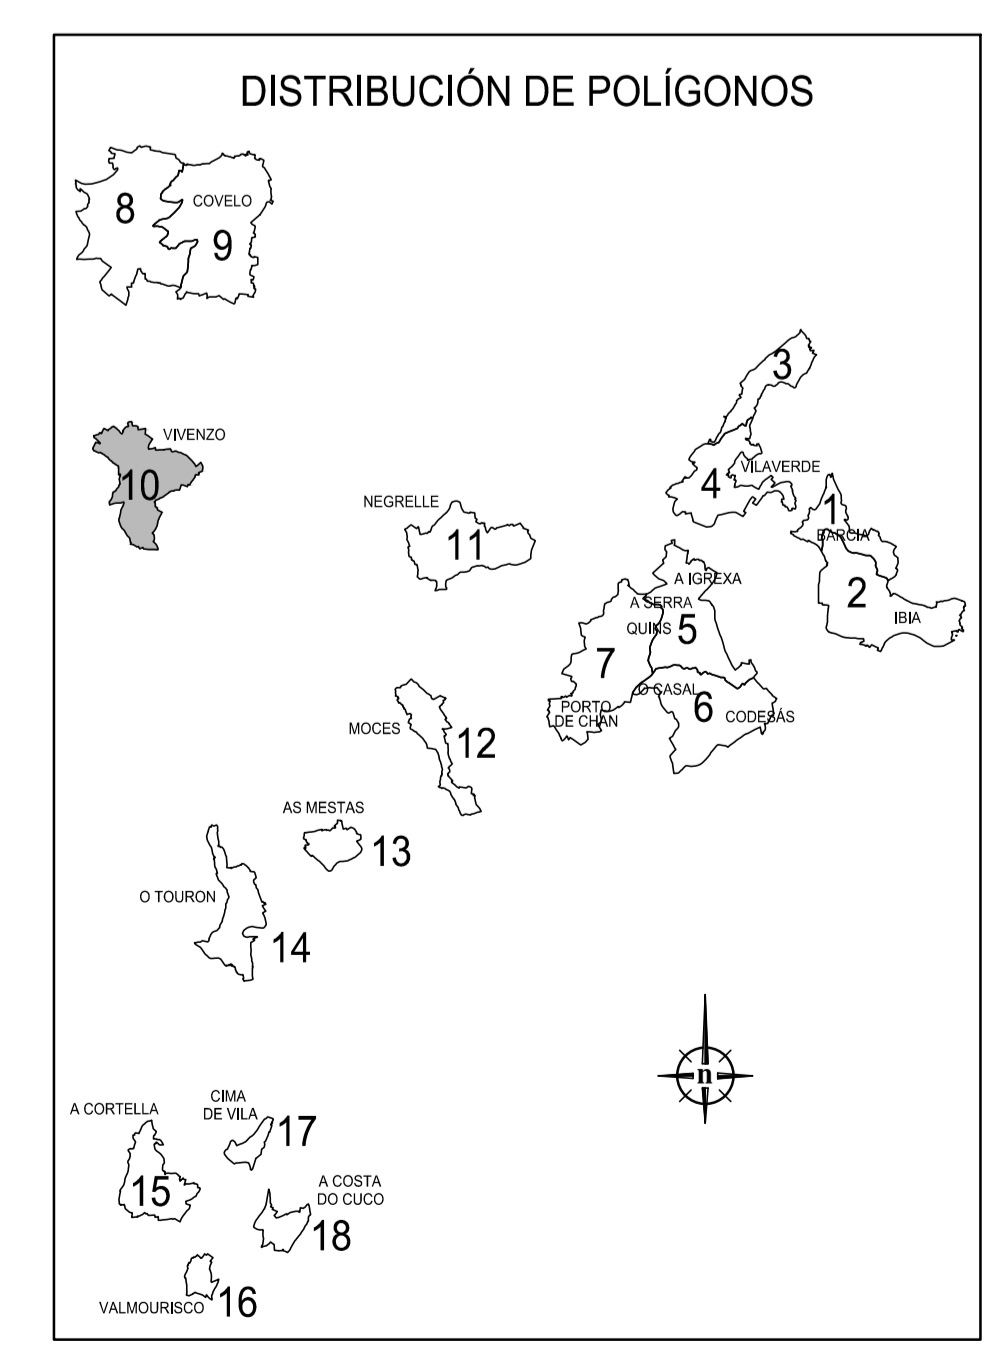 DISTRIBUCIÓN DE POLÍGONOS
8
COVELO
9
3
VIVENZO
10
4
VILAVERDE
NEGRELLE
11
1
BARCIA
2
IBIA
A IGREXA
A SERRA
QUINS
5
7
O CASAL
PORTO
DE CHAN
6
CODESÁS
MOCES
12
AS MESTAS
13
O TOURON
14
n
A CORTELLA
15
CIMA
DE VILA
17
A COSTA
DO CUCO
18
VALMOURISCO
16